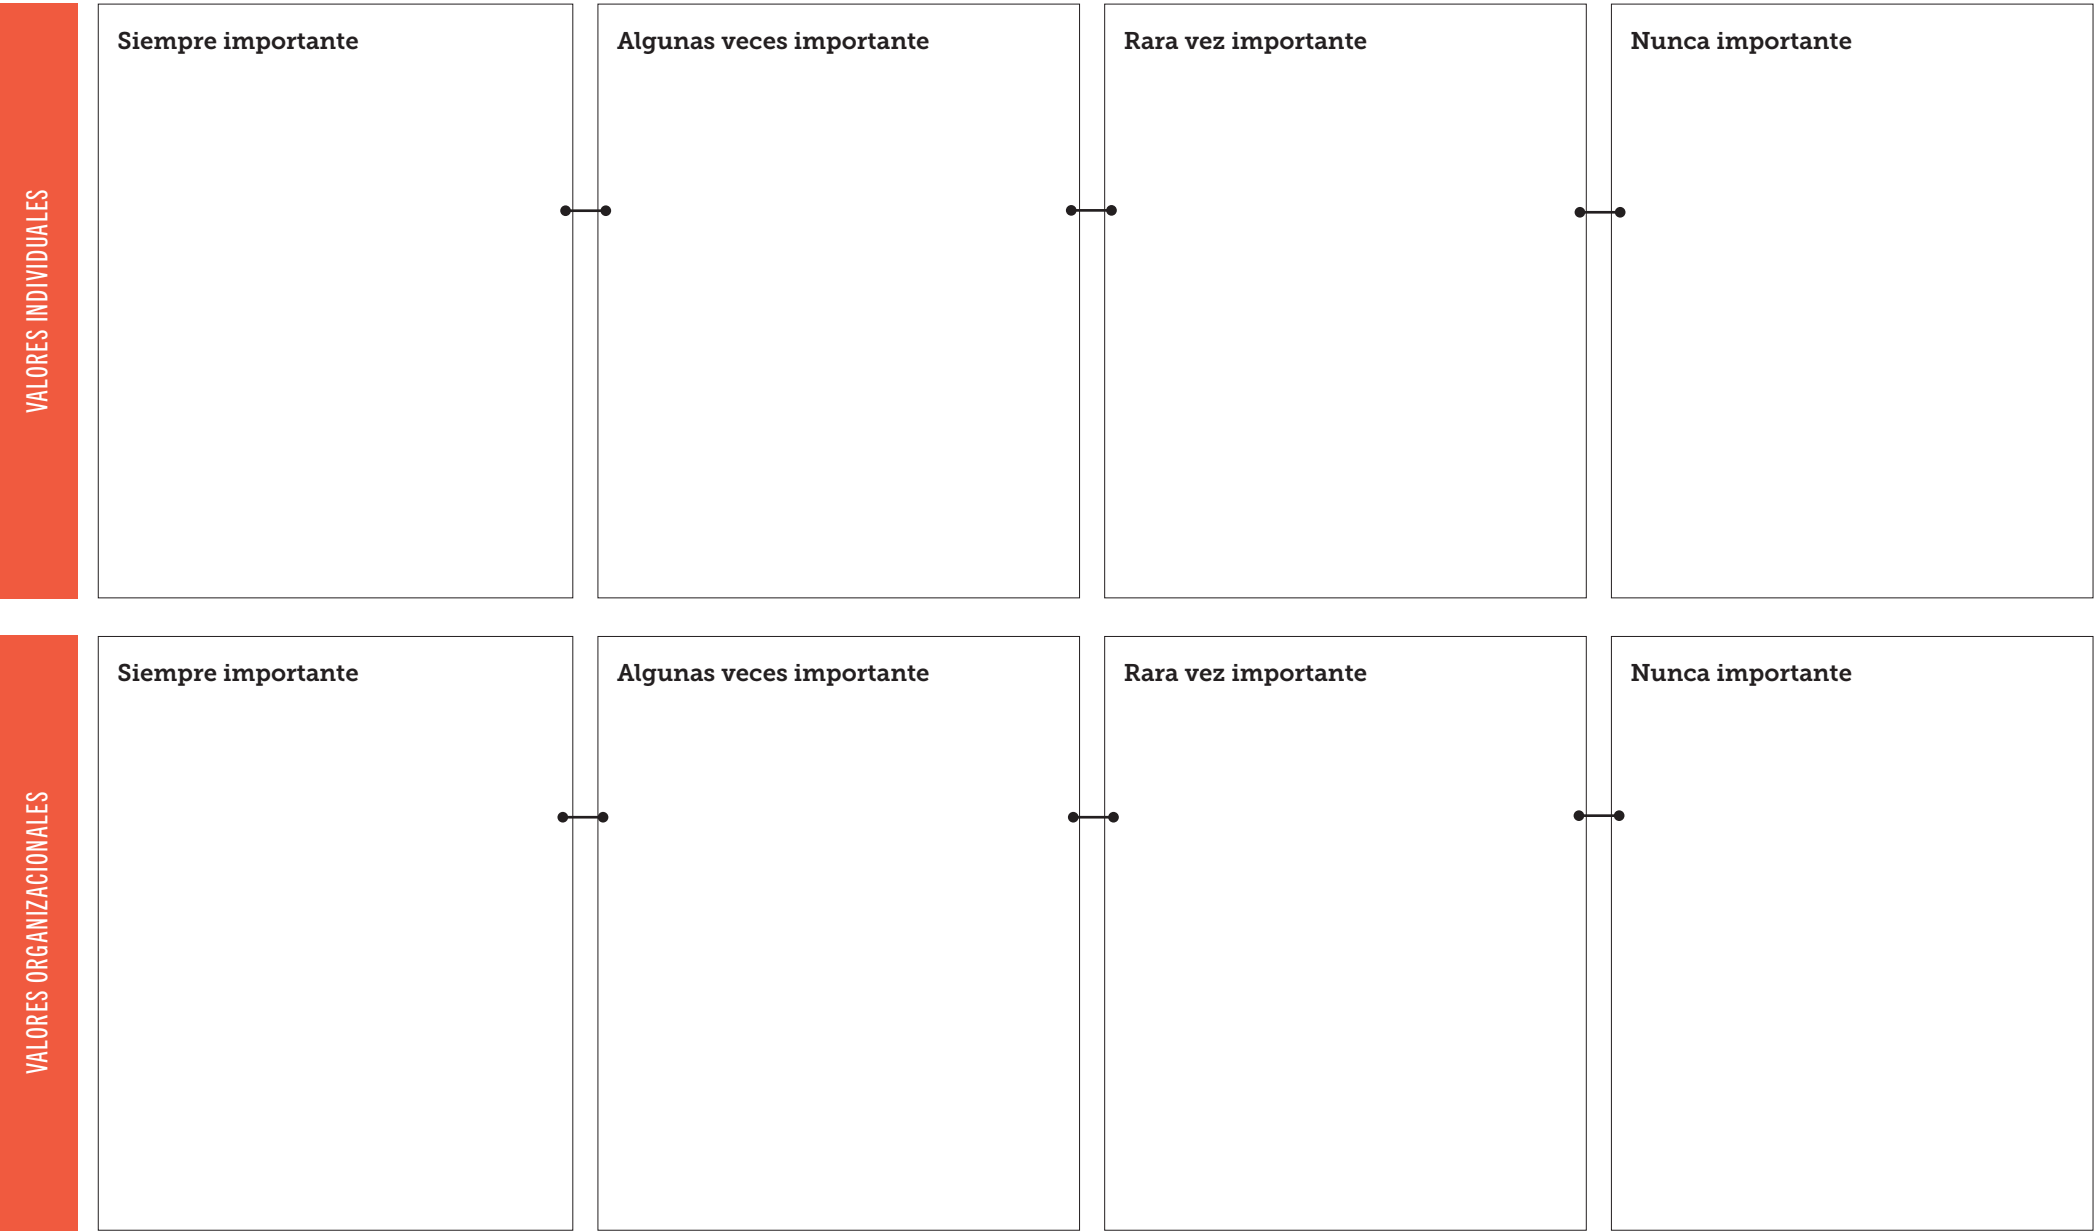 VALORES INDIVIDUALES
Siempre importante
Algunas veces importante
Rara vez importante
Nunca importante
VALORES ORGANIZACIONALES
Siempre importante
Algunas veces importante
Rara vez importante
Nunca importante